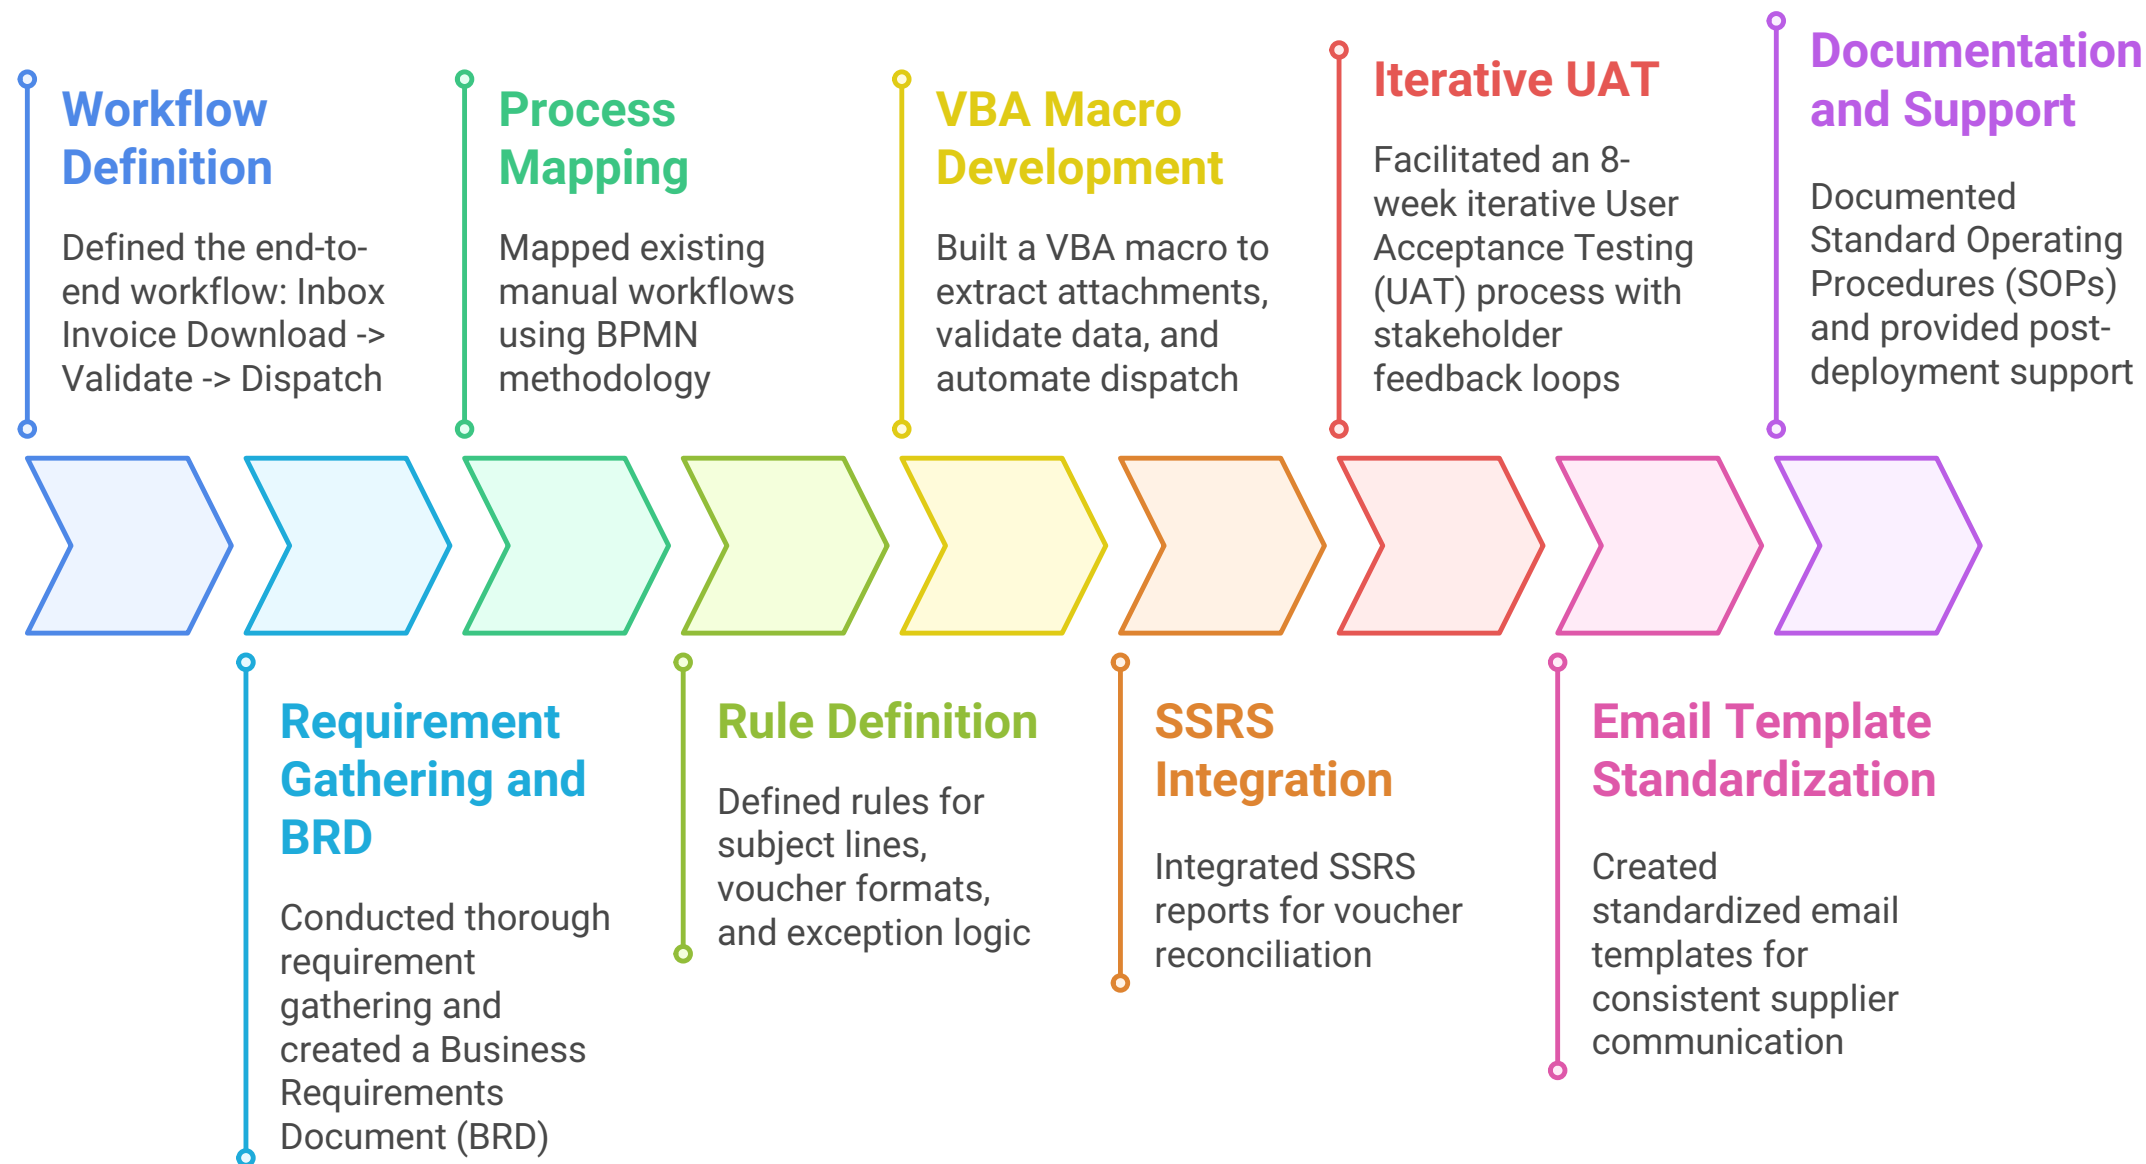 Workflow
Definition
Defined the end-to-
end workflow: Inbox
Invoice Download ->
Validate -> Dispatch
Requirement
Gathering and
BRD
Conducted thorough
requirement
gathering and
created a Business
Requirements
Document (BRD)
Process
Mapping
Mapped existing
manual workflows
using BPMN
methodology
Rule Definition
Defined rules for
subject lines,
voucher formats,
and exception logic
VBA Macro
Development
Built a VBA macro to
extract attachments,
validate data, and
automate dispatch
SSRS
Integration
Integrated SSRS
reports for voucher
reconciliation
Iterative UAT
Facilitated an 8-
week iterative User
Acceptance Testing
(UAT) process with
stakeholder
feedback loops
Email Template
Standardization
Created
standardized email
templates for
consistent supplier
communication
Documentation
and Support
Documented
Standard Operating
Procedures (SOPs)
and provided post-
deployment support